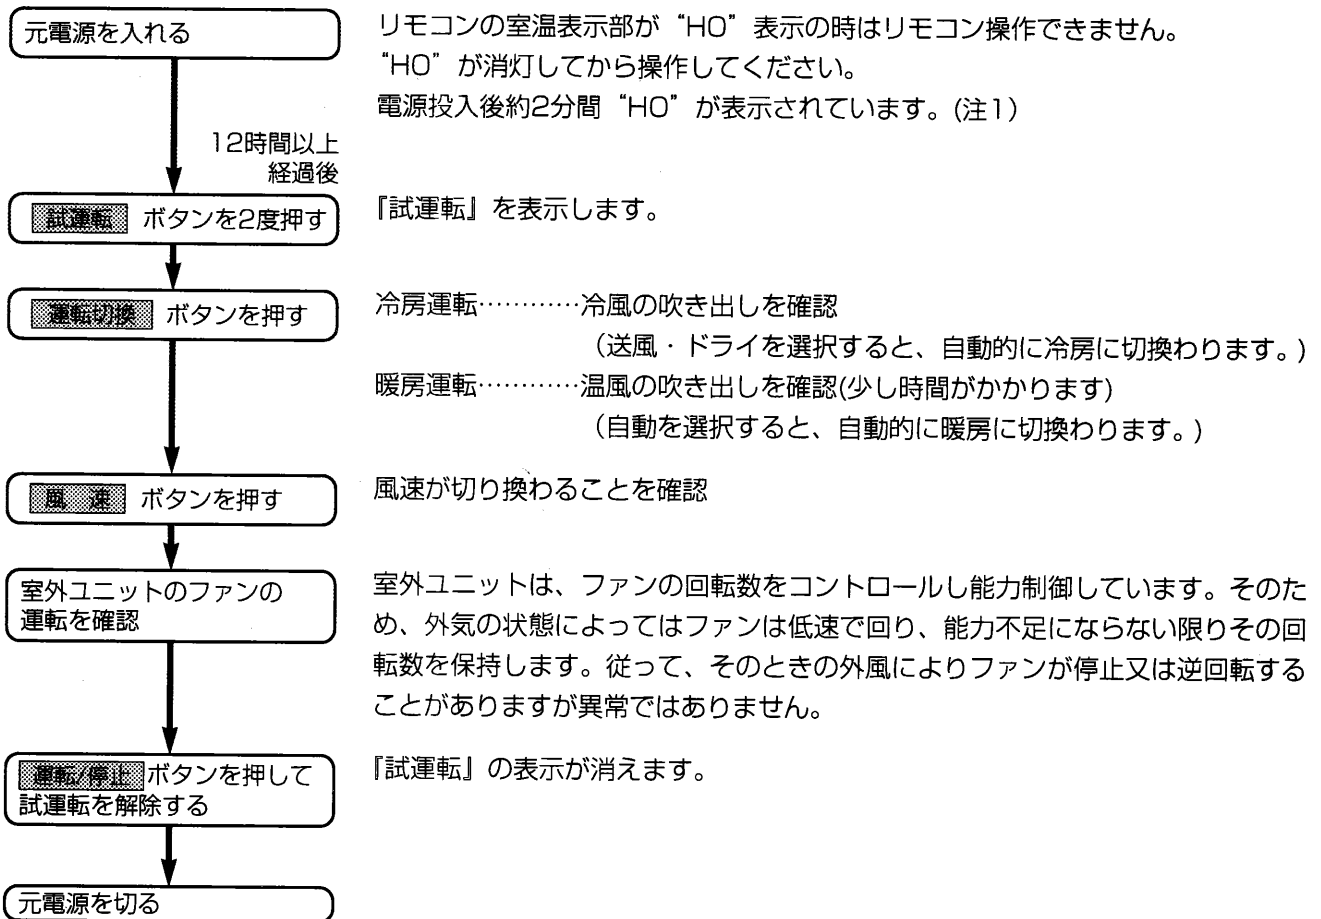 元電源を入れる
リモコンの室温表示部が“HO”表示の時はリモコン操作できません。
“HO”が消灯してから操作してください。
電源投入後約2分間“HO”が表示されています。(注1)
12時間以上
経過後
試運転 ボタンを2度押す
『試運転』を表示します。
運転切換 ボタンを押す
冷房運転…………冷風の吹き出しを確認
(送風・ドライを選択すると、自動的に冷房に切換わります。)
暖房運転…………温風の吹き出しを確認(少し時間がかかります)
(自動を選択すると、自動的に暖房に切換わります。)
風 速 ボタンを押す
風速が切り換わることを確認
室外ユニットのファンの
運転を確認
室外ユニットは、ファンの回転数をコントロールし能力制御しています。そのた
め、外気の状態によってはファンは低速で回り、能力不足にならない限りその回
転数を保持します。従って、そのときの外風によりファンが停止又は逆回転する
ことがありますが異常ではありません。
運転/停止 ボタンを押して
試運転を解除する
『試運転』の表示が消えます。
元電源を切る